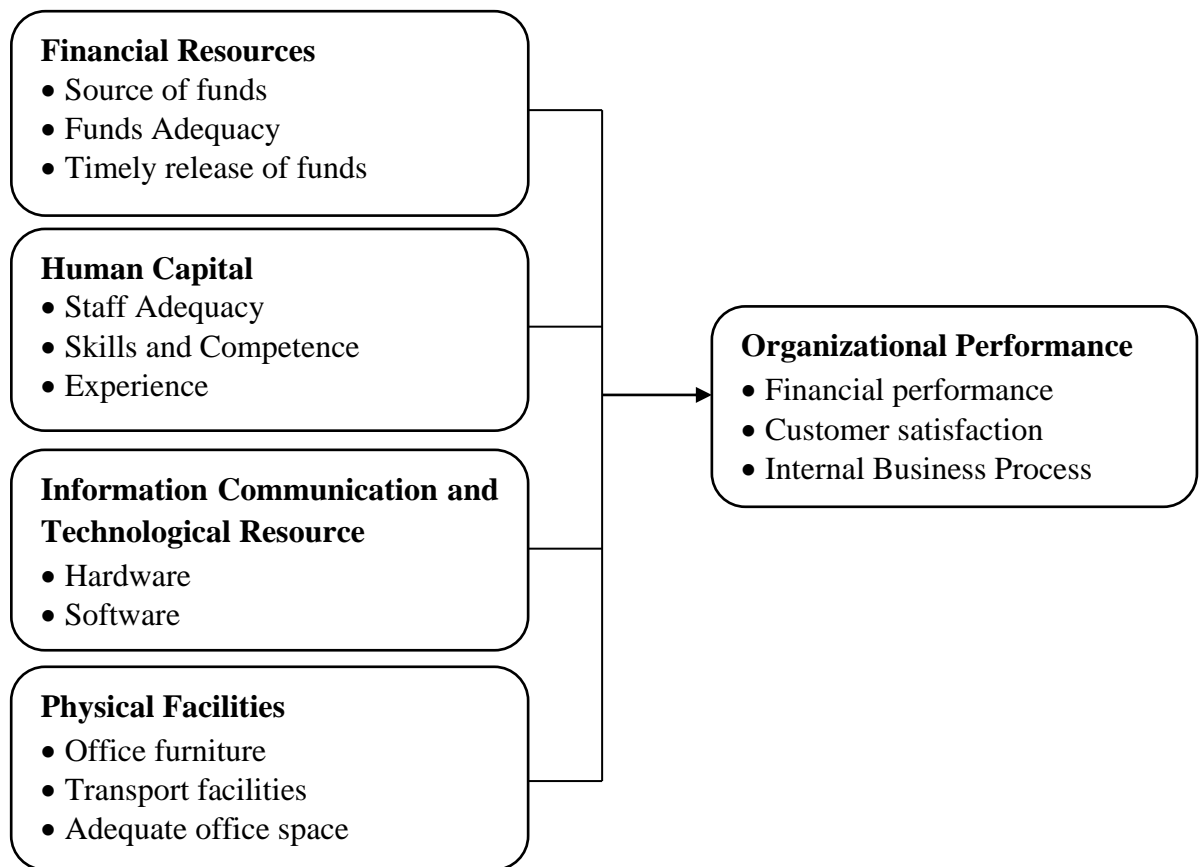 Financial Resources
• Source of funds
• Funds Adequacy
• Timely release of funds
Human Capital
• Staff Adequacy
• Skills and Competence
• Experience
Information Communication and
Technological Resource
• Hardware
• Software
Physical Facilities
• Office furniture
• Transport facilities
• Adequate office space
Organizational Performance
• Financial performance
• Customer satisfaction
• Internal Business Process